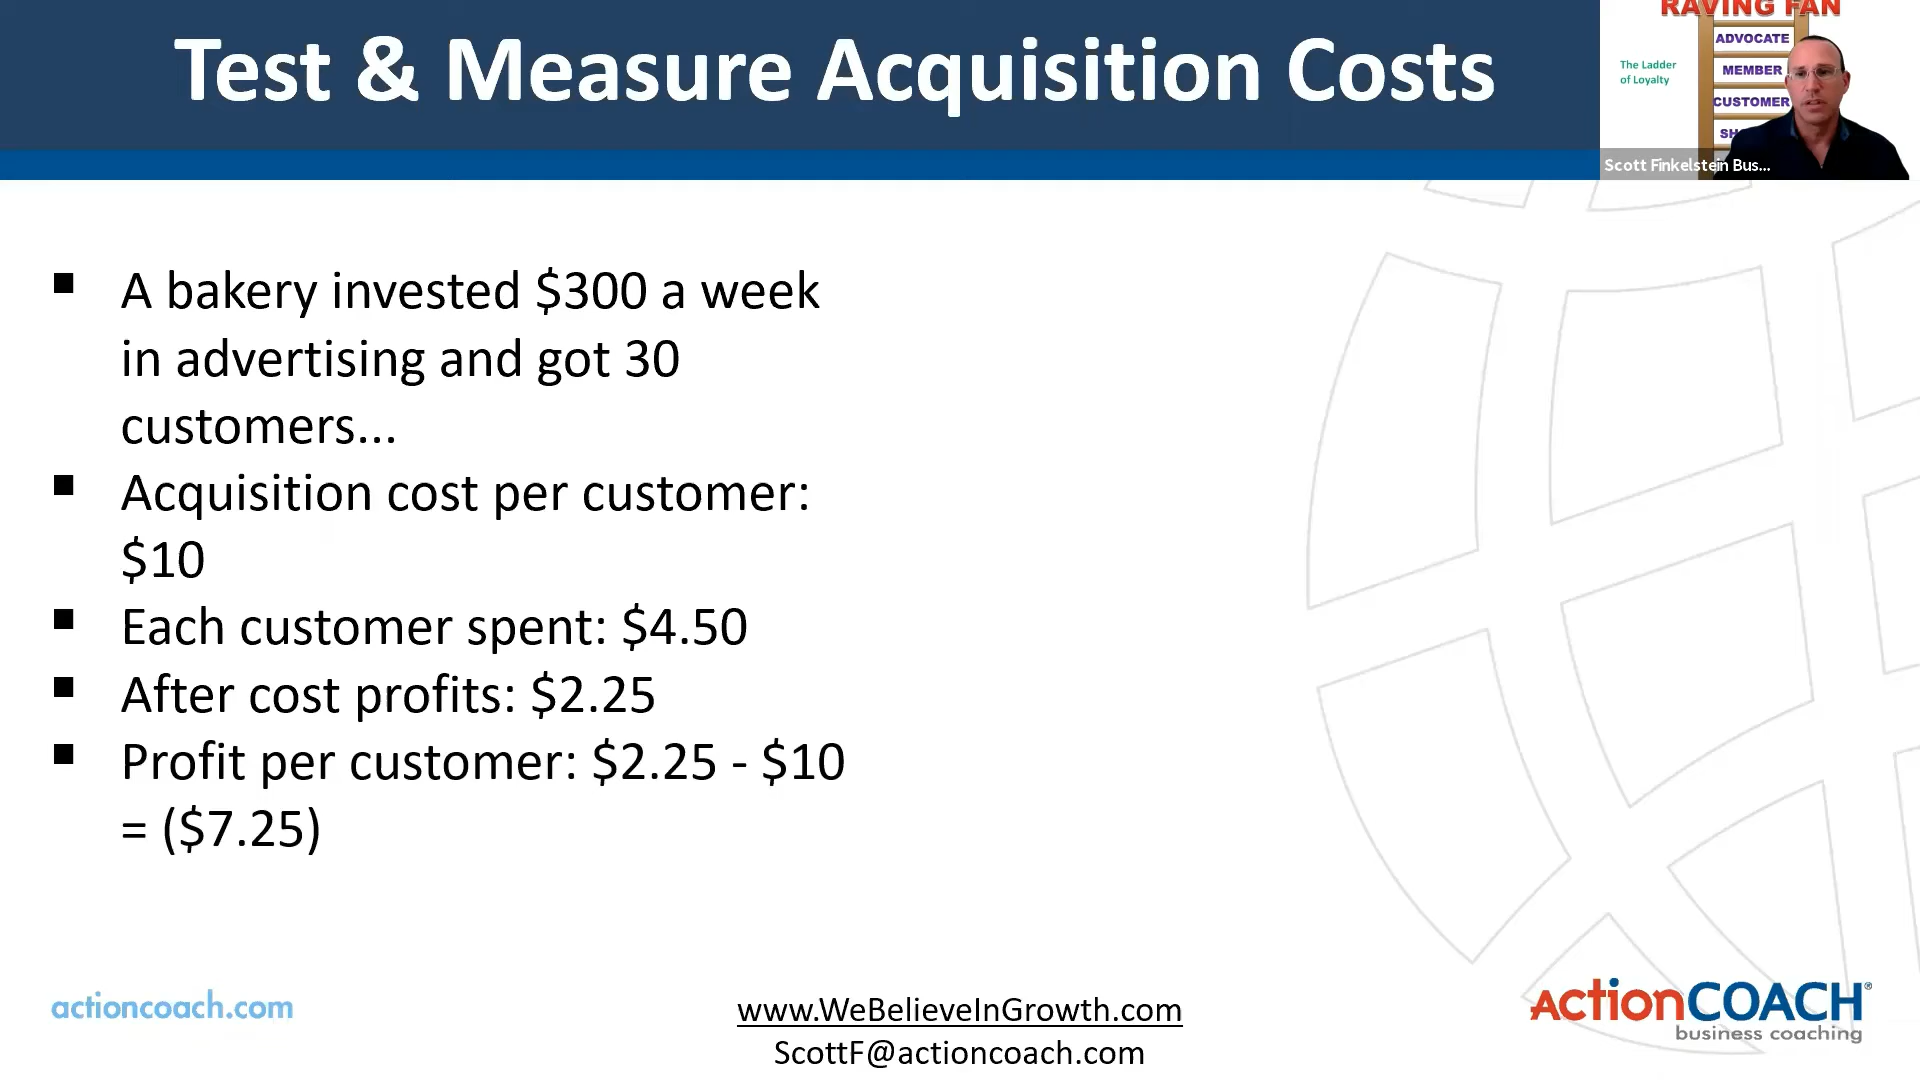 Test & Measure Acquisition Costs
RAVING FAN
ADVOCATE
The Ladder
of Loyalty
MEMBER
CUSTOMER
Scott Finkelstein Bus...
▪ A bakery invested $300 a week
in advertising and got 30
customers...
▪ Acquisition cost per customer:
$10
▪ Each customer spent: $4.50
▪ After cost profits: $2.25
▪ Profit per customer: $2.25 - $10
= ($7.25)
actioncoach.com
www.WeBelieveInGrowth.com
ScottF@actioncoach.com
ActionCOACH®
business coaching